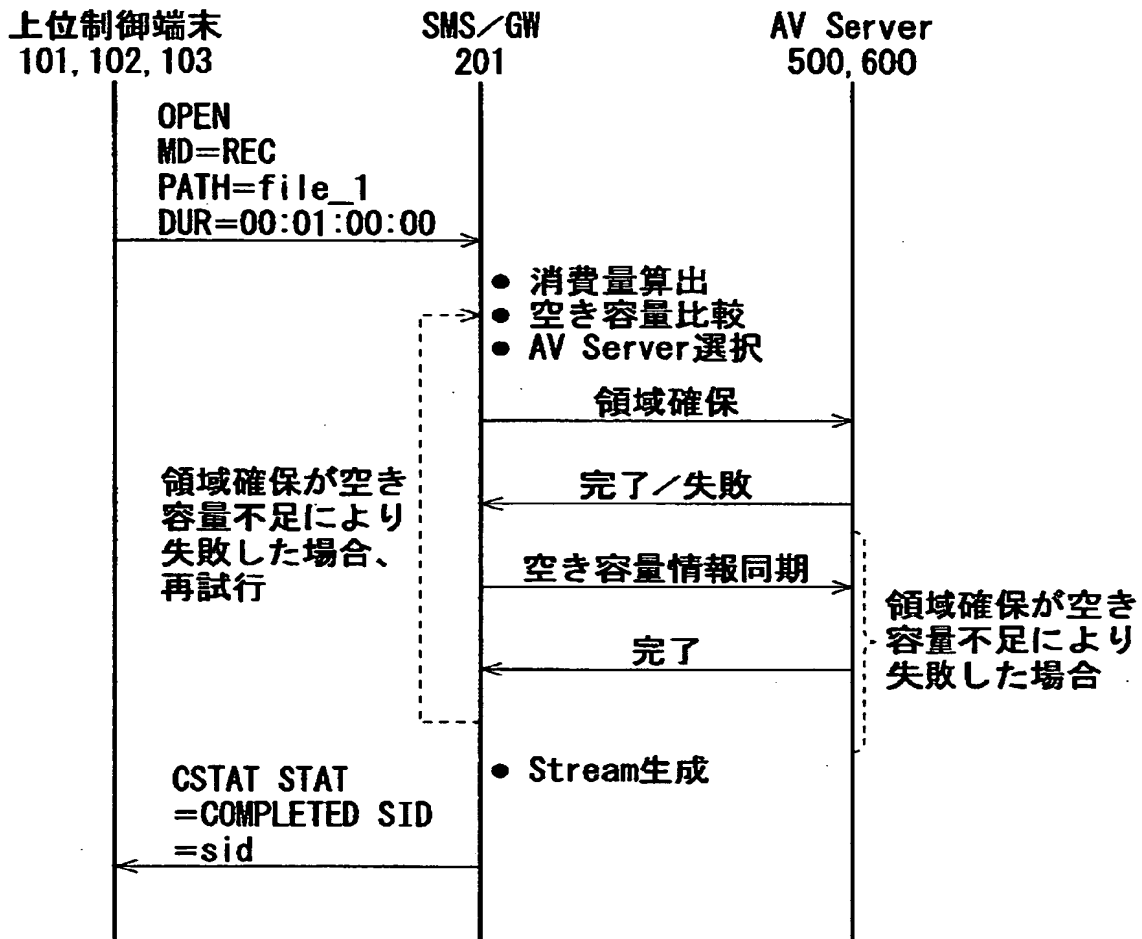 上位制御端末
101, 102, 103
SMS／GW
201
AV Server
500, 600
OPEN
MD=REC
PATH=file_1
DUR=00:01:00:00
● 消費量算出
● 空き容量比較
● AV Server選択
領域確保
完了／失敗
領域確保が空き
容量不足により
失敗した場合、
再試行
空き容量情報同期
完了
領域確保が空き
容量不足により
失敗した場合
● Stream生成
CSTAT STAT
=COMPLETED SID
=sid